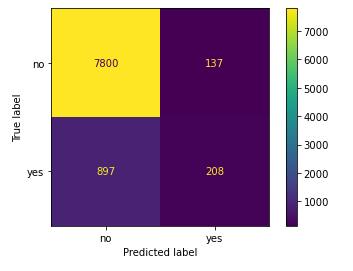 no
7800
137
7000
6000
5000
4000
True label
3000
yes
897
208
2000
1000
no
yes
Predicted label